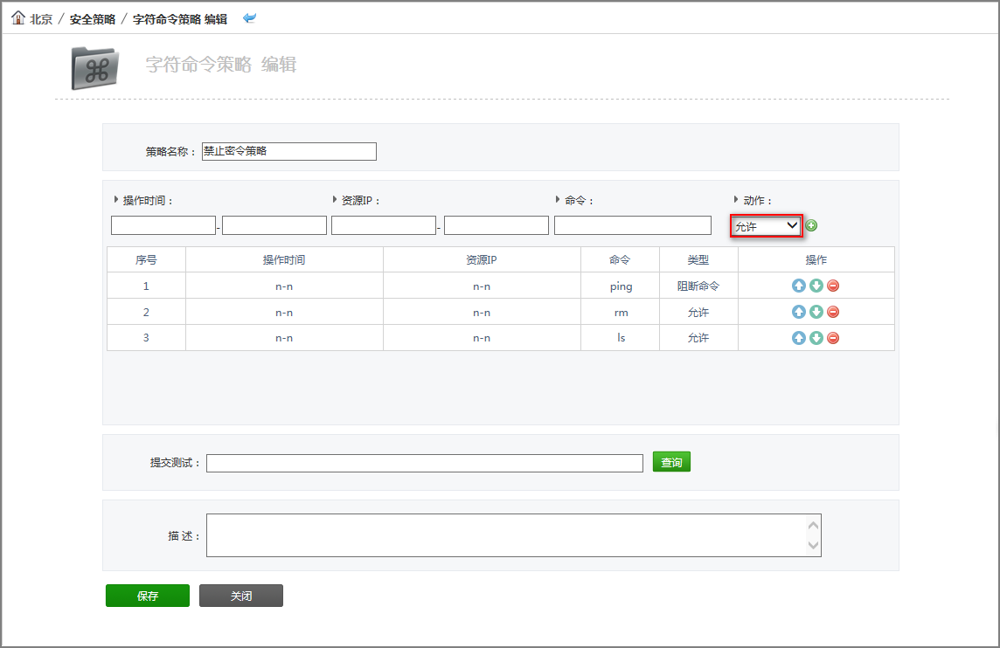 北京 / 安全策略 / 字符命令策略 编辑
字符命令策略 编辑
策略名称： 禁止密令策略
操作时间： 资源IP： 命令： 动作：
- - 允许
序号 操作时间 资源IP 命令 类型 操作
1 n-n n-n ping 阻断命令
2 n-n n-n rm 允许
3 n-n n-n ls 允许
提交测试： 查询
描 述：
保存 关闭